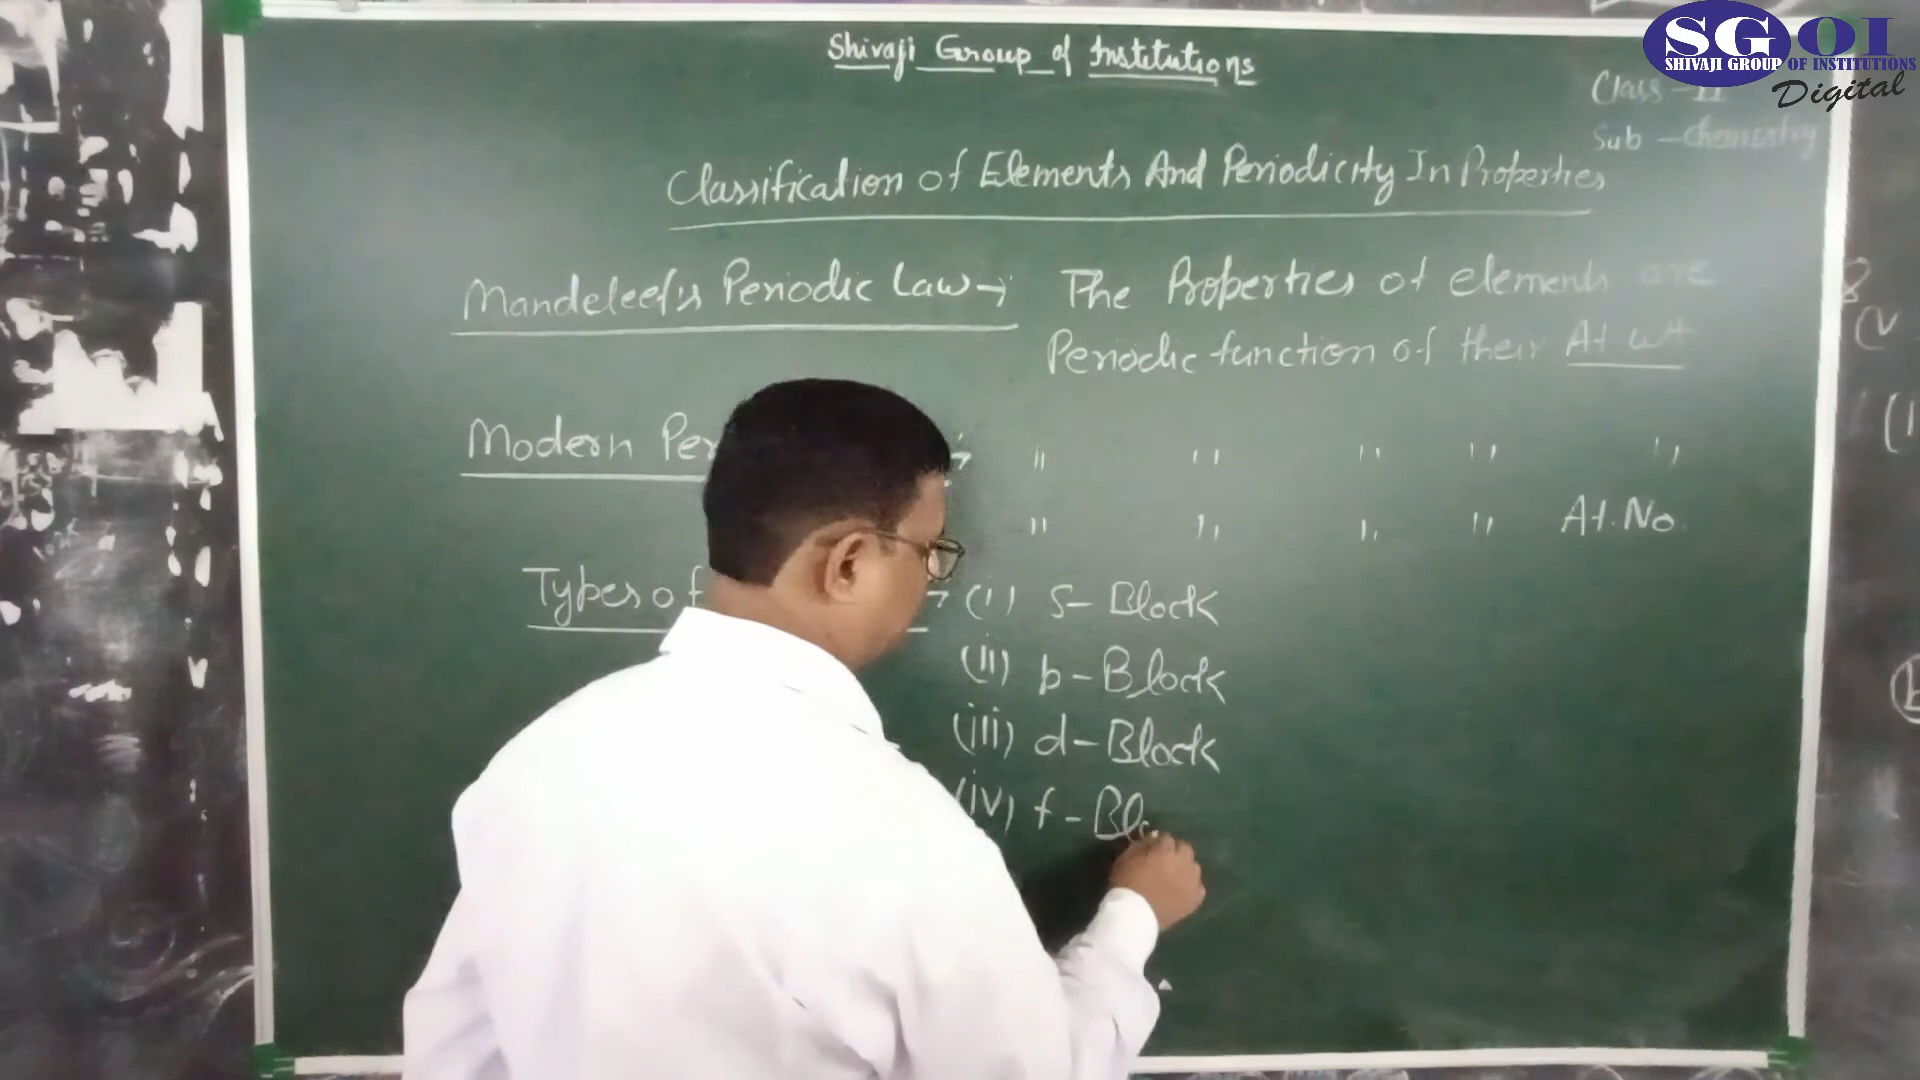 Shivaji Group of Institutions
SGOI
SHIVAJI GROUP OF INSTITUTIONS
Digital
Class - 11
Sub - Chemistry
Classification of Elements And Periodicity In Properties
Mandeleef's Periodic Law → The Properties of elements are
Periodic function of their At. wt
Modern Per → " " " " "
" " " " At. No.
Types of → (i) s- Block
(ii) p- Block
(iii) d- Block
(iv) f - Blo